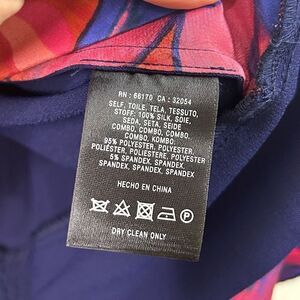 RN : 66170 CA : 32054
SELF, TOILE, TELA, TESSUTO,
STOFF: 100% SILK, SOIE,
SEDA, SETA, SEIDE
COMBO, COMBO, COMBO,
COMBO, KOMBO:
95% POLYESTER, POLYESTER,
POLIÉSTER, POLIESTERE, POLYESTER
5% SPANDEX, SPANDEX,
SPANDEX, SPANDEX, SPANDEX
HECHO EN CHINA
P
DRY CLEAN ONLY